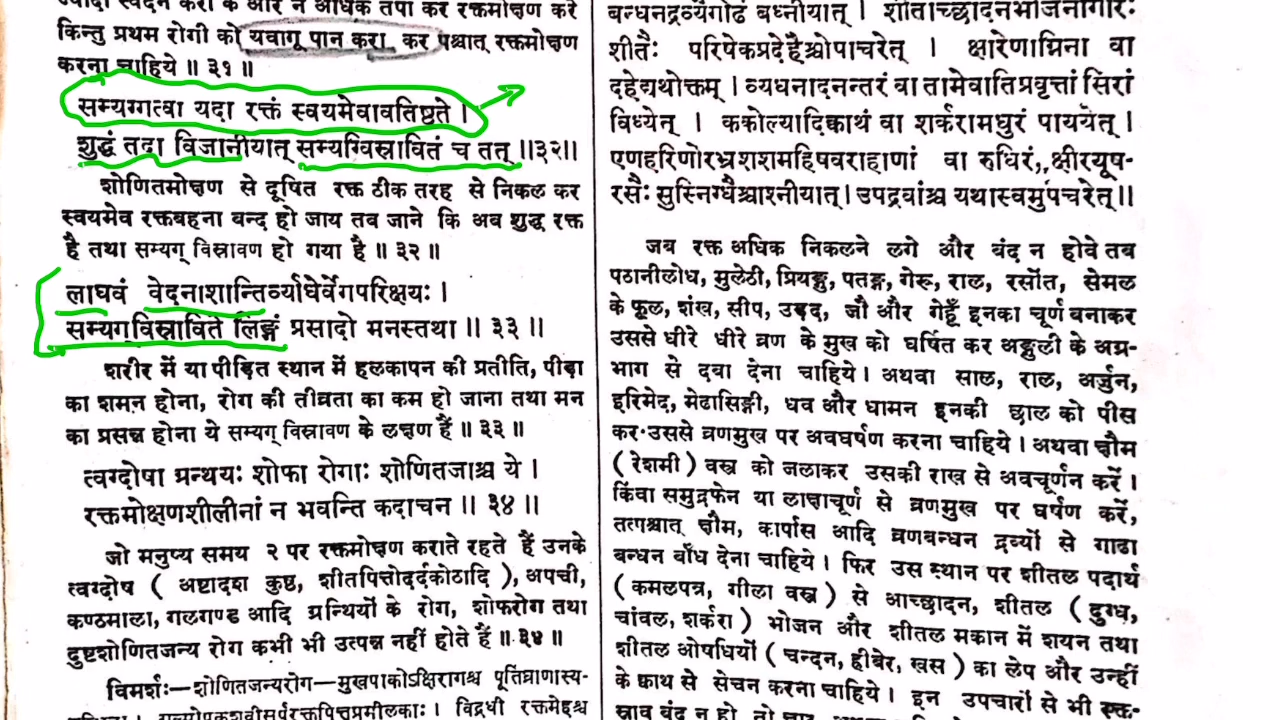 ज्यादा स्वेदन करा के और न अधिक तपा कर रक्तमोक्षण करे
किन्तु प्रथम रोगी को यवागू पान करा कर पश्चात् रक्तमोक्षण
करना चाहिये ॥ ३१ ॥
सम्यग्गत्वा यदा रक्तं स्वयमेवावतिष्ठते ।
शुद्धं तदा विजानीयात् सम्यग्विस्रावितं च तत् ॥३२॥
शोणितमोक्षण से दूषित रक्त ठीक तरह से निकल कर
स्वयमेव रक्तबहना बन्द हो जाय तब जाने कि अब शुद्ध रक्त
है तथा सम्यग् विस्रावण हो गया है ॥ ३२ ॥
लाघवं वेदनाशान्तिर्व्याधेर्वेगपरिक्षयः ।
सम्यग्विस्राविते लिङ्गं प्रसादो मनस्तथा ॥ ३३ ॥
शरीर में या पीड़ित स्थान में हलकापन की प्रतीति, पीड़ा
का शमन होना, रोग की तीव्रता का कम हो जाना तथा मन
का प्रसन्न होना ये सम्यग् विस्रावण के लक्षण हैं ॥ ३३ ॥
त्वग्दोषा ग्रन्थयः शोफा रोगाः शोणितजाश्च ये ।
रक्तमोक्षणशीलीनां न भवन्ति कदाचन ॥ ३४ ॥
जो मनुष्य समय २ पर रक्तमोक्षण कराते रहते हैं उनके
त्वग्दोष ( अष्टादश कुष्ठ, शीतपित्तोदर्दकोठादि ), अपची,
कण्ठमाला, गलगण्ड आदि ग्रन्थियों के रोग, शोफरोग तथा
दुष्टशोणितजन्य रोग कभी भी उत्पन्न नहीं होते हैं ॥ ३४ ॥
विमर्शः—शोणितजन्यरोग—मुखपाकोऽक्षिरागश्च पूतिघ्राणास्य-
बन्धनद्रव्यैर्गाढं बध्नीयात् । शीताच्छादनभोजनागारैः
शीतैः परिषेकप्रदेहैश्चोपाचरेत् । क्षारेणाग्निना वा
दहेद्यथोक्तम् । व्यधनादनन्तरं वा तामेवातिप्रवृत्तां सिरां
विध्येत् । ककोल्यादिक्काथं वा शर्करामधुरं पाययेत् ।
एणहरिणोरभ्रशशमहिषवराहाणां वा रुधिरं, क्षीरयूष-
रसैः सुस्निग्धैश्चाश्नीयात् । उपद्रवांश्च यथास्वमुपचरेत् ॥
जब रक्त अधिक निकलने लगे और बंद न होवे तब
पठानीलोध, मुलेठी, प्रियङ्गु, पतङ्ग, गेरू, राल, रसोंत, सेमल
के फूल, शंख, सीप, उड़द, जौ और गेहूँ इनका चूर्ण बनाकर
उससे धीरे धीरे व्रण के मुख को घर्षित कर अङ्गुली के अग्र-
भाग से दबा देना चाहिये । अथवा साल, राल, अर्जुन,
इरिमेद, मेढासिङ्गी, धव और धामन इनकी छाल को पीस
कर उससे व्रणमुख पर अवघर्षण करना चाहिये । अथवा क्षौम
( रेशमी ) वस्त्र को जलाकर उसकी राख से अवचूर्णन करें ।
किंवा समुद्रफेन या लाक्षाचूर्ण से व्रणमुख पर घर्षण करें,
तत्पश्चात् क्षौम, कार्पास आदि व्रणबन्धन द्रव्यों से गाढा
बन्धन बाँध देना चाहिये । फिर उस स्थान पर शीतल पदार्थ
( कमलपत्र, गीला वस्त्र ) से आच्छादन, शीतल ( दुग्ध,
चांवल, शर्करा ) भोजन और शीतल मकान में शयन तथा
शीतल ओषधियों ( चन्दन, ह्रीबेर, खस ) का लेप और उन्हीं
के क्वाथ से सेचन करना चाहिये । इन उपचारों से भी रक्त-